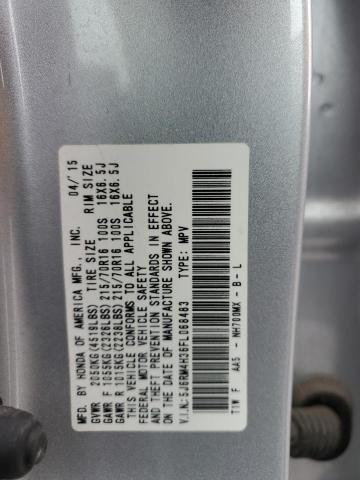 MFD. BY HONDA OF AMERICA MFG., INC. 04/'15
GVWR 2050KG(4519LBS) TIRE SIZE RIM SIZE
GAWR F 1055KG(2326LBS) 215/70R16 100S 16X6.5J
GAWR R 1015KG(2238LBS) 215/70R16 100S 16X6.5J
THIS VEHICLE CONFORMS TO ALL APPLICABLE
FEDERAL MOTOR VEHICLE SAFETY
AND THEFT PREVENTION STANDARDS IN EFFECT
ON THE DATE OF MANUFACTURE SHOWN ABOVE.
V.I.N.:5J6RM4H36FL068483 TYPE: MPV
T1W F AA5 - NH700MX - B - L